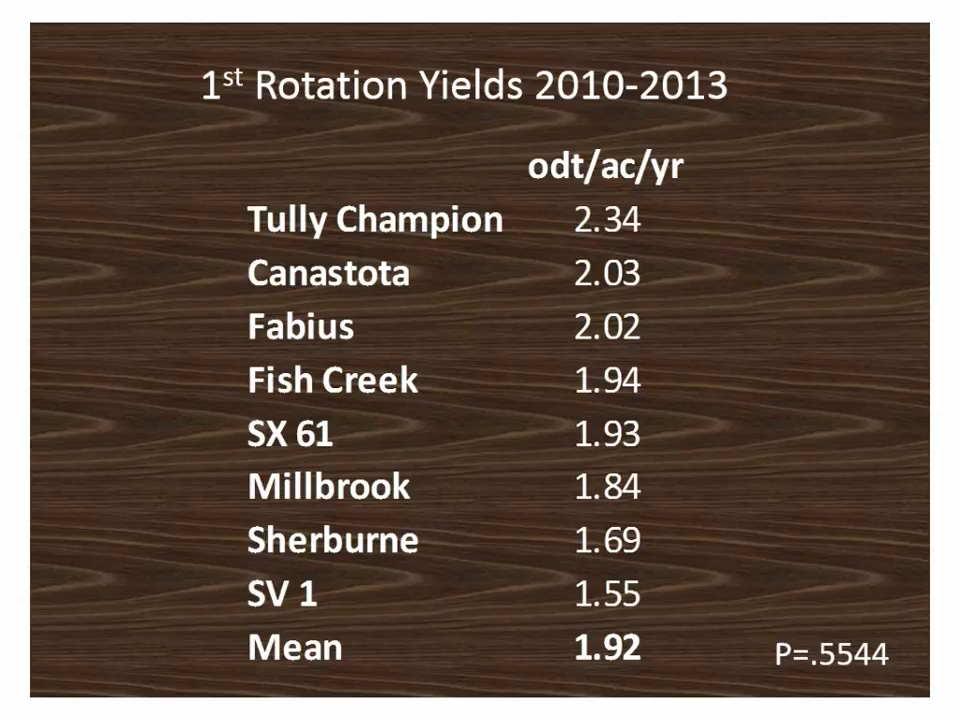 1st Rotation Yields 2010-2013
odt/ac/yr
Tully Champion 2.34
Canastota 2.03
Fabius 2.02
Fish Creek 1.94
SX 61 1.93
Millbrook 1.84
Sherburne 1.69
SV 1 1.55
Mean 1.92
P=.5544